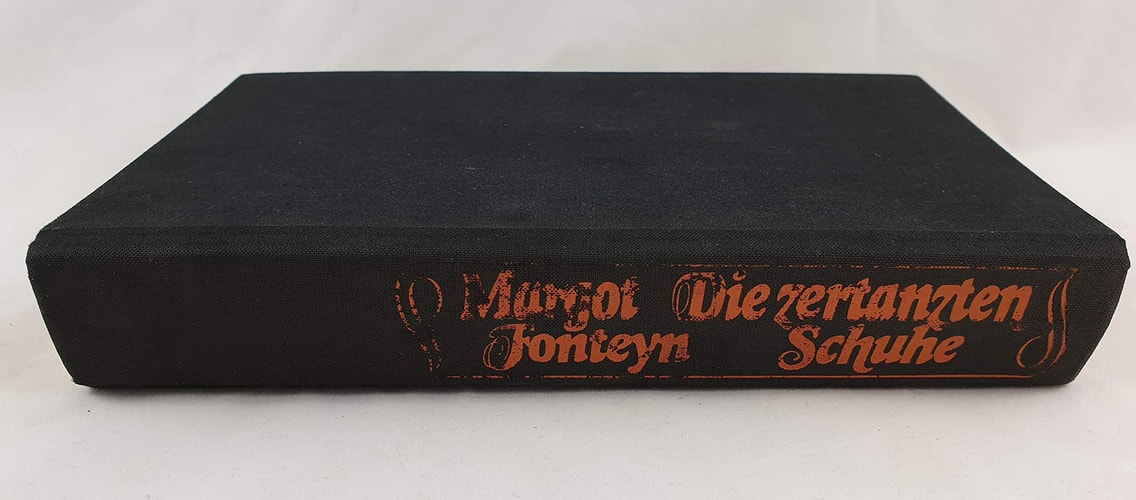 Margot
Fonteyn
Die zertanzten
Schuhe